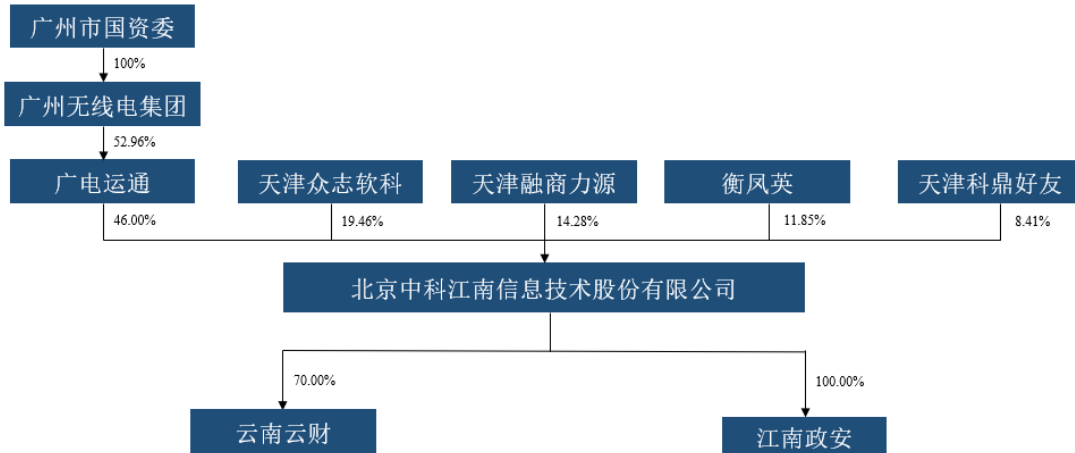 广州市国资委
100%
广州无线电集团
52.96%
广电运通
天津众志软科
天津融商力源
衡凤英
天津科鼎好友
46.00%
19.46%
14.28%
11.85%
8.41%
北京中科江南信息技术股份有限公司
70.00%
100.00%
云南云财
江南政安